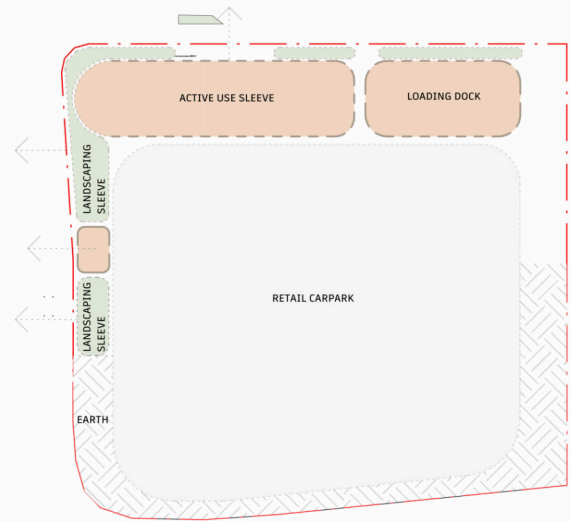 ACTIVE USE SLEEVE
LOADING DOCK
LANDSCAPING
SLEEVE
RETAIL CARPARK
LANDSCAPING
SLEEVE
EARTH